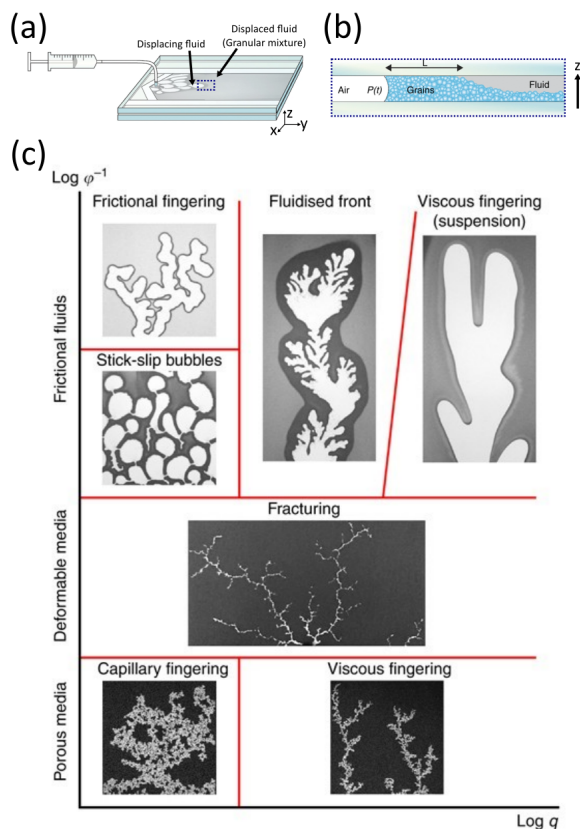 (a)
Displacing fluid
Displaced fluid
(Granular mixture)
z
x
y
(b)
L
z
Air
P(t)
Grains
Fluid
(c)
Log φ⁻¹
Frictional fingering
Fluidised front
Viscous fingering
(suspension)
Frictional fluids
Stick-slip bubbles
Deformable media
Fracturing
Porous media
Capillary fingering
Viscous fingering
Log q